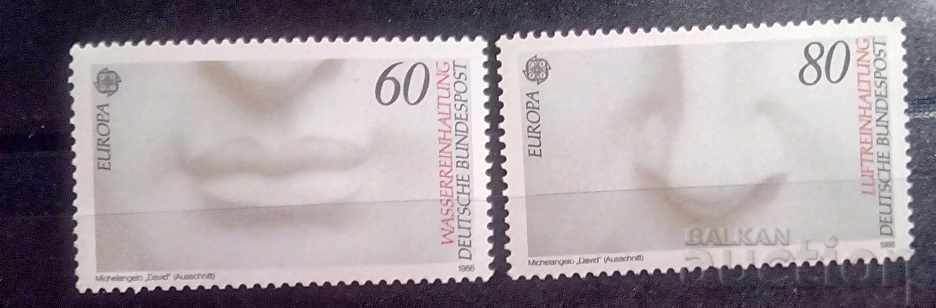 EUROPA
60
WASSERREINHALTUNG
DEUTSCHE BUNDESPOST
Michelangelo „David“ (Ausschnitt)
1986
EUROPA
80
LUFTREINHALTUNG
DEUTSCHE BUNDESPOST
Michelangelo „David“ (Ausschnitt)
1986
BALKAN
auction